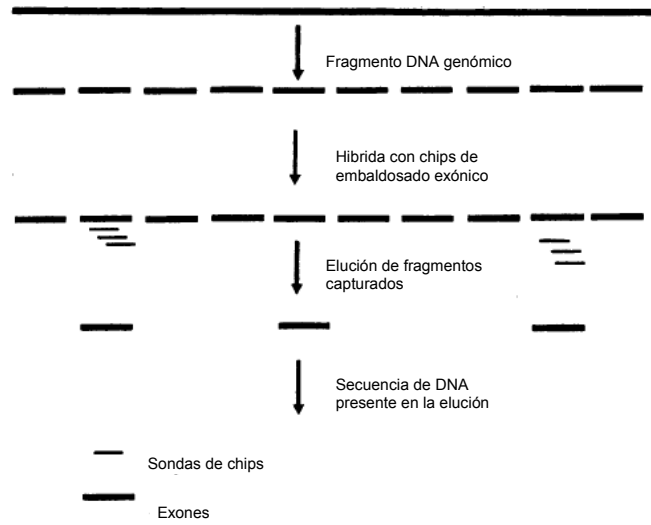 Fragmento DNA genómico
Hibrida con chips de
embaldosado exónico
Elución de fragmentos
capturados
Secuencia de DNA
presente en la elución
Sondas de chips
Exones